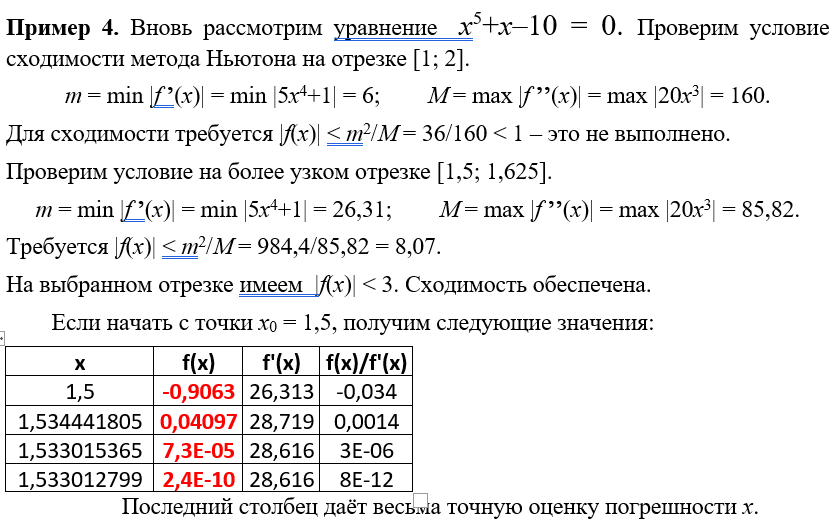 Пример 4. Вновь рассмотрим уравнение x⁵+x–10 = 0. Проверим условие
сходимости метода Ньютона на отрезке [1; 2].
m = min |f’(x)| = min |5x⁴+1| = 6; M = max |f’’(x)| = max |20x³| = 160.
Для сходимости требуется |f(x)| < m²/M = 36/160 < 1 – это не выполнено.
Проверим условие на более узком отрезке [1,5; 1,625].
m = min |f’(x)| = min |5x⁴+1| = 26,31; M = max |f’’(x)| = max |20x³| = 85,82.
Требуется |f(x)| < m²/M = 984,4/85,82 = 8,07.
На выбранном отрезке имеем |f(x)| < 3. Сходимость обеспечена.
Если начать с точки x₀ = 1,5, получим следующие значения:
x f(x) f'(x) f(x)/f'(x)
1,5 -0,9063 26,313 -0,034
1,534441805 0,04097 28,719 0,0014
1,533015365 7,3E-05 28,616 3E-06
1,533012799 2,4E-10 28,616 8E-12
Последний столбец даёт весьма точную оценку погрешности x.